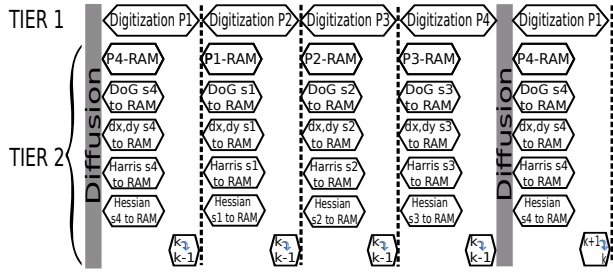 TIER 1
Digitization P1
Digitization P2
Digitization P3
Digitization P4
Digitization P1
TIER 2
Diffusion
Diffusion
P4-RAM
P1-RAM
P2-RAM
P3-RAM
P4-RAM
DoG s4
to RAM
DoG s1
to RAM
DoG s2
to RAM
DoG s3
to RAM
DoG s4
to RAM
dx,dy s4
to RAM
dx,dy s1
to RAM
dx,dy s2
to RAM
dx,dy s3
to RAM
dx,dy s4
to RAM
Harris s4
to RAM
Harris s1
to RAM
Harris s2
to RAM
Harris s3
to RAM
Harris s4
to RAM
Hessian
s4 to RAM
Hessian
s1 to RAM
Hessian
s2 to RAM
Hessian
s3 to RAM
Hessian
s4 to RAM
k
k-1
k
k-1
k
k-1
k
k-1
k+1
k